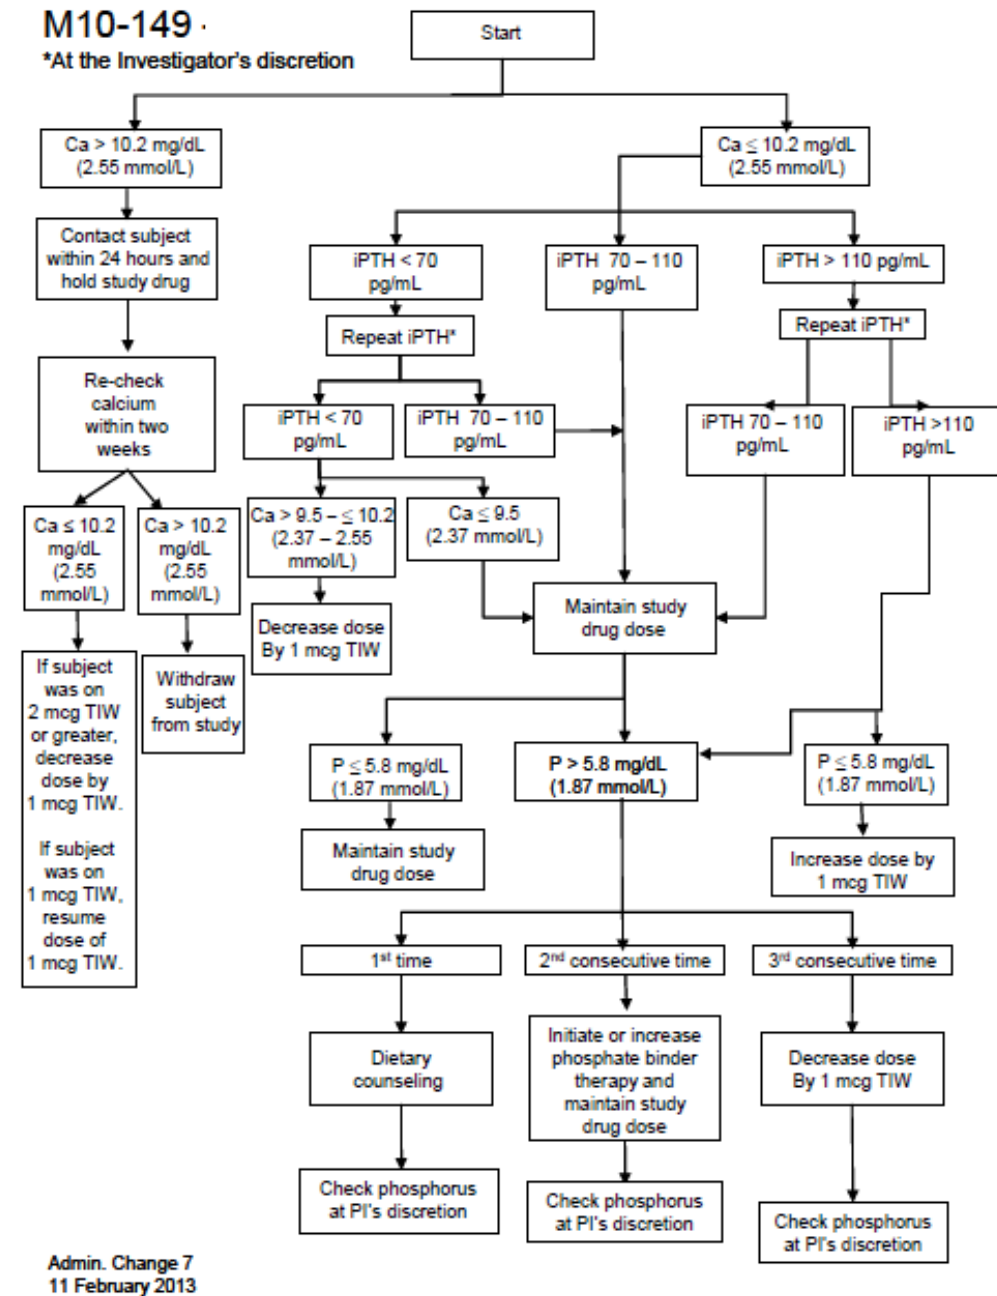 M10-149 ·
*At the Investigator's discretion
Start
Ca > 10.2 mg/dL
(2.55 mmol/L)
Ca ≤ 10.2 mg/dL
(2.55 mmol/L)
Contact subject
within 24 hours and
hold study drug
iPTH < 70
pg/mL
iPTH 70 – 110
pg/mL
iPTH > 110 pg/mL
Repeat iPTH*
Repeat iPTH*
Re-check
calcium
within two
weeks
iPTH < 70
pg/mL
iPTH 70 – 110
pg/mL
iPTH 70 – 110
pg/mL
iPTH >110
pg/mL
Ca ≤ 10.2
mg/dL
(2.55
mmol/L)
Ca > 10.2
mg/dL
(2.55
mmol/L)
Ca > 9.5 – ≤ 10.2
(2.37 – 2.55
mmol/L)
Ca ≤ 9.5
(2.37 mmol/L)
Maintain study
drug dose
Decrease dose
By 1 mcg TIW
If subject
was on
2 mcg TIW
or greater,
decrease
dose by
1 mcg TIW.
If subject
was on
1 mcg TIW,
resume
dose of
1 mcg TIW.
Withdraw
subject
from study
P ≤ 5.8 mg/dL
(1.87 mmol/L)
P > 5.8 mg/dL
(1.87 mmol/L)
P ≤ 5.8 mg/dL
(1.87 mmol/L)
Maintain study
drug dose
Increase dose by
1 mcg TIW
1st time
2nd consecutive time
3rd consecutive time
Dietary
counseling
Initiate or increase
phosphate binder
therapy and
maintain study
drug dose
Decrease dose
By 1 mcg TIW
Check phosphorus
at PI's discretion
Check phosphorus
at PI's discretion
Check phosphorus
at PI's discretion
Admin. Change 7
11 February 2013